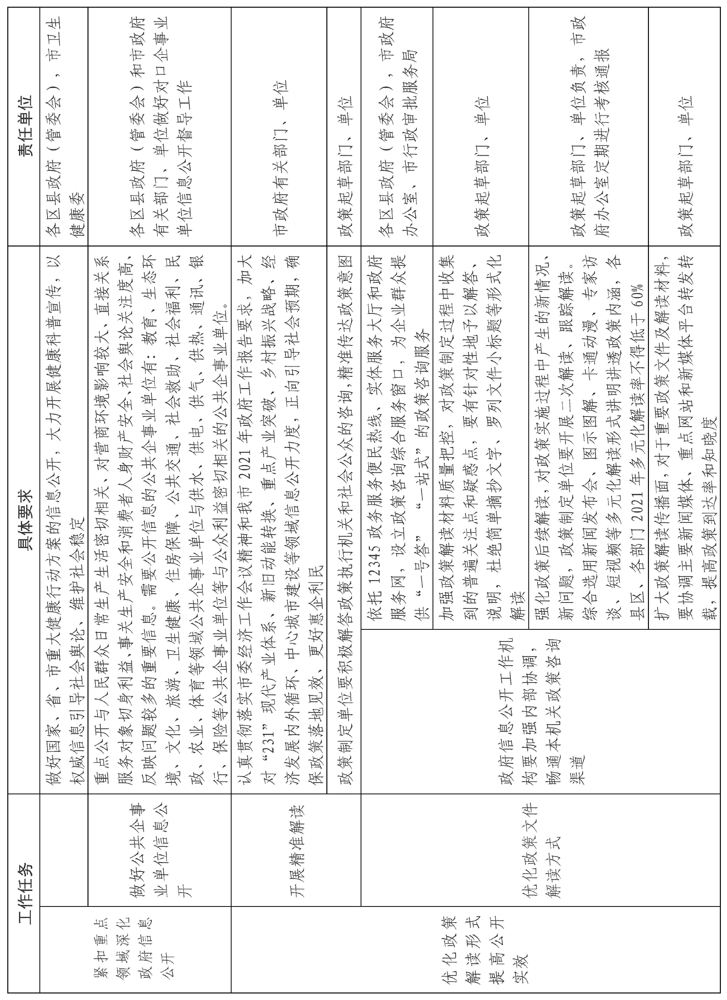 工作任务
具体要求
责任单位
紧扣重点
领域深化
政府信息
公开
做好国家、省、市重大健康行动方案的信息公开，大力开展健康科普宣传，以
权威信息引导社会舆论、维护社会稳定
各区县政府（管委会），市卫生
健康委
做好公共企事
业单位信息公
开
重点公开与人民群众日常生产生活密切相关、对营商环境影响较大、直接关系
服务对象切身利益、事关生产安全和消费者人身财产安全、社会舆论关注度高、
反映问题较多的重要信息。需要公开信息的公共企事业单位有：教育、生态环
境、文化、旅游、卫生健康、住房保障、公共交通、社会救助、社会福利、民
政、农业、体育等领域公共企事业单位与供水、供电、供气、供热、通讯、银
行、保险等公共企事业单位等与公众利益密切相关的公共企事业单位。
各区县政府（管委会）和市政府
有关部门、单位做好对口企事业
单位信息公开督导工作
优化政策
解读形式
提高公开
实效
开展精准解读
认真贯彻落实市委经济工作会议精神和我市 2021 年政府工作报告要求，加大
对“231”现代产业体系、新旧动能转换、重点产业突破、乡村振兴战略、经
济发展内外循环、中心城市建设等领域信息公开力度，正向引导社会预期，确
保政策落地见效、更好惠企利民
市政府有关部门、单位
政策制定单位要积极解答政策执行机关和社会公众的咨询，精准传达政策意图
政策起草部门、单位
优化政策文件
解读方式
政府信息公开工作机
构要加强内部协调，
畅通本机关政策咨询
渠道
依托 12345 政务服务便民热线、实体服务大厅和政府
服务网，设立政策咨询综合服务窗口，为企业群众提
供“一号答”“一站式”的政策咨询服务
各区县政府（管委会），市政府
办公室、市行政审批服务局
加强政策解读材料质量把控，对政策制定过程中收集
到的普遍关注点和疑惑点，要有针对性地予以解答、
说明，杜绝简单摘抄文字、罗列文件小标题等形式化
解读
政策起草部门、单位
强化政策后续解读，对政策实施过程中产生的新情况、
新问题，政策制定单位要开展二次解读、跟踪解读。
综合选用新闻发布会、图示图解、卡通动漫、专家访
谈、短视频等多元化解读形式讲明讲透政策内涵，各
县区、各部门 2021 年多元化解读率不得低于 60%
政策起草部门、单位负责，市政
府办公室定期进行考核通报
扩大政策解读传播面，对于重要政策文件及解读材料，
要协调主要新闻媒体、重点网站和新媒体平台转发转
载，提高政策到达率和知晓度
政策起草部门、单位